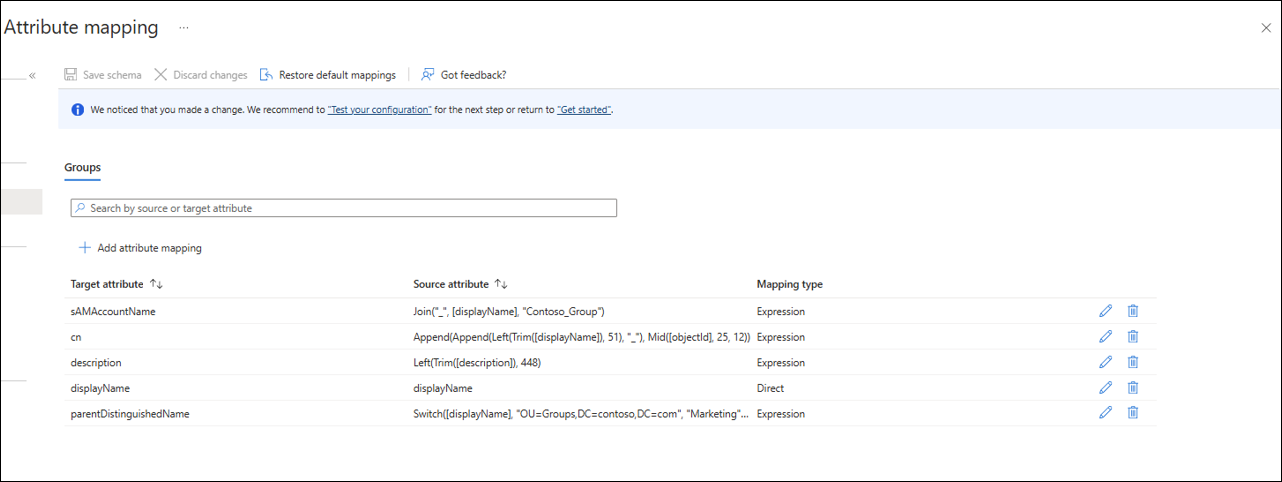 Attribute mapping ...
«
Save schema Discard changes Restore default mappings Got feedback?
We noticed that you made a change. We recommend to "Test your configuration" for the next step or return to "Get started".
Groups
Search by source or target attribute
Add attribute mapping
Target attribute Source attribute Mapping type
sAMAccountName Join("_", [displayName], "Contoso_Group") Expression
cn Append(Append(Left(Trim([displayName]), 51), "_"), Mid([objectId], 25, 12)) Expression
description Left(Trim([description]), 448) Expression
displayName displayName Direct
parentDistinguishedName Switch([displayName], "OU=Groups,DC=contoso,DC=com", "Marketing"... Expression